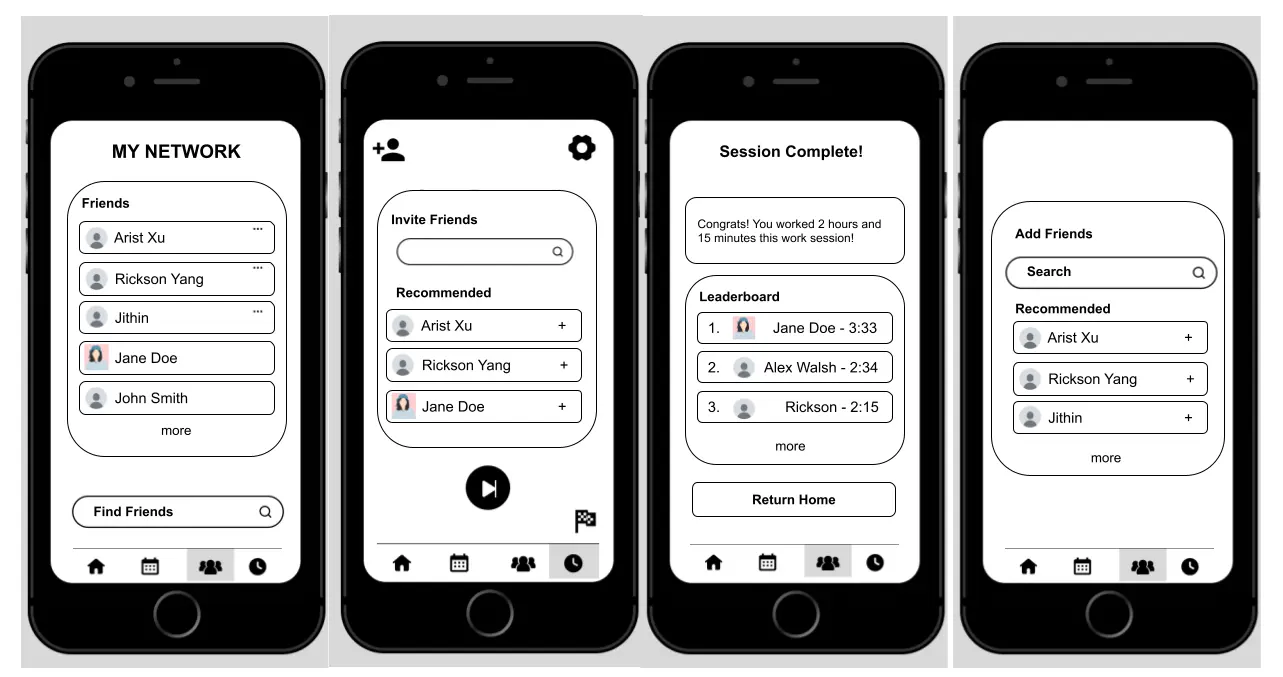 MY NETWORK
Friends
Arist Xu
...
Rickson Yang
...
Jithin
...
Jane Doe
John Smith
more
Find Friends
Invite Friends
Recommended
Arist Xu +
Rickson Yang +
Jane Doe +
Session Complete!
Congrats! You worked 2 hours and
15 minutes this work session!
Leaderboard
1. Jane Doe - 3:33
2. Alex Walsh - 2:34
3. Rickson - 2:15
more
Return Home
Add Friends
Search
Recommended
Arist Xu +
Rickson Yang +
Jithin +
more